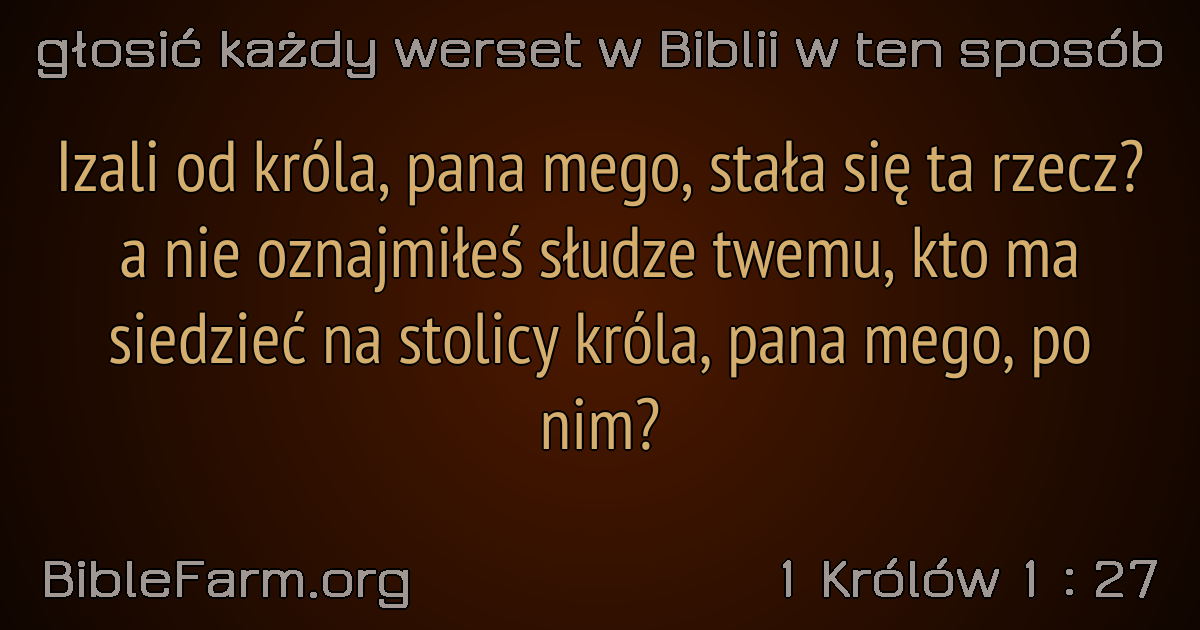 głosić każdy werset w Biblii w ten sposób
Izali od króla, pana mego, stała się ta rzecz?
a nie oznajmiłeś słudze twemu, kto ma
siedzieć na stolicy króla, pana mego, po
nim?
BibleFarm.org
1 Królów 1 : 27